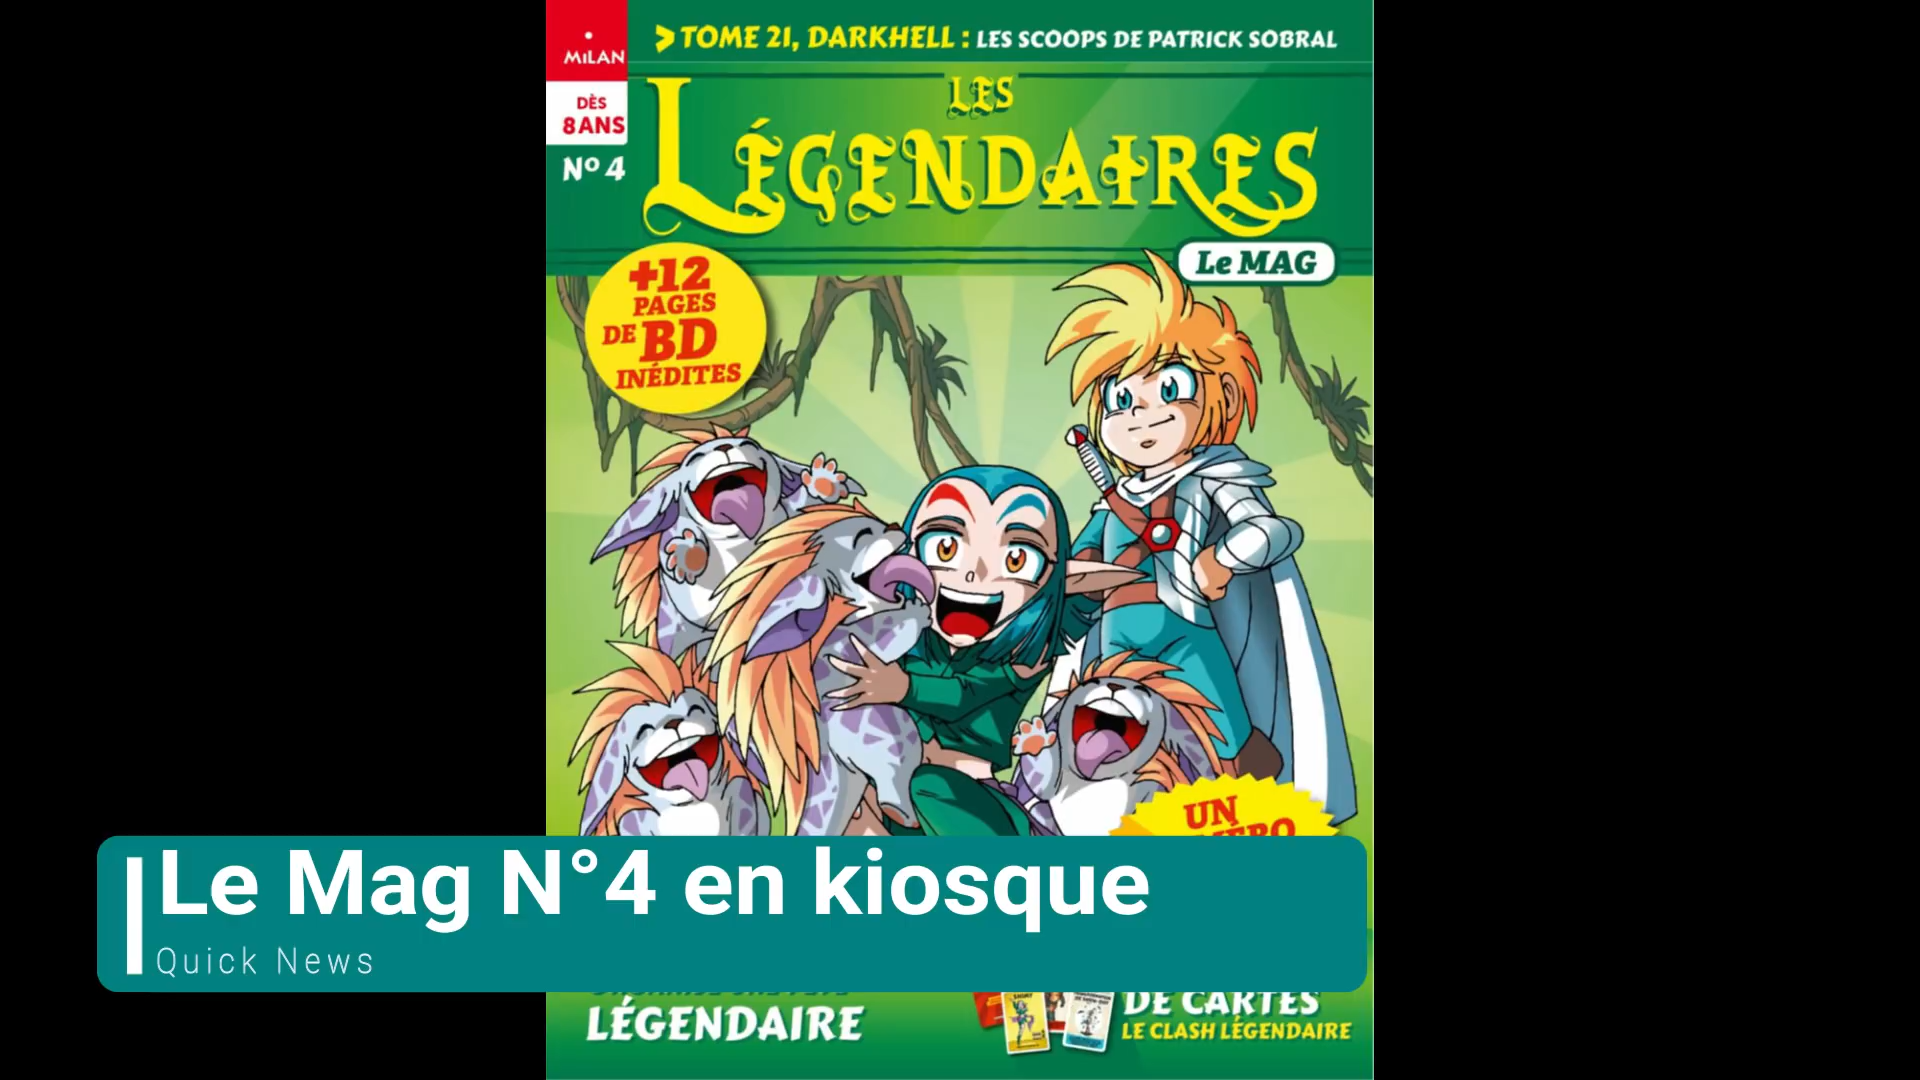 > TOME 21, DARKHELL : LES SCOOPS DE PATRICK SOBRAL
MiLAN
DÈS
8 ANS
Nº 4
LES
LÉGENDAIRES
Le MAG
+12
PAGES
DE BD
INÉDITES
UN
Le Mag N°4 en kiosque
Quick News
LÉGENDAIRE
DE CARTES
LE CLASH LÉGENDAIRE